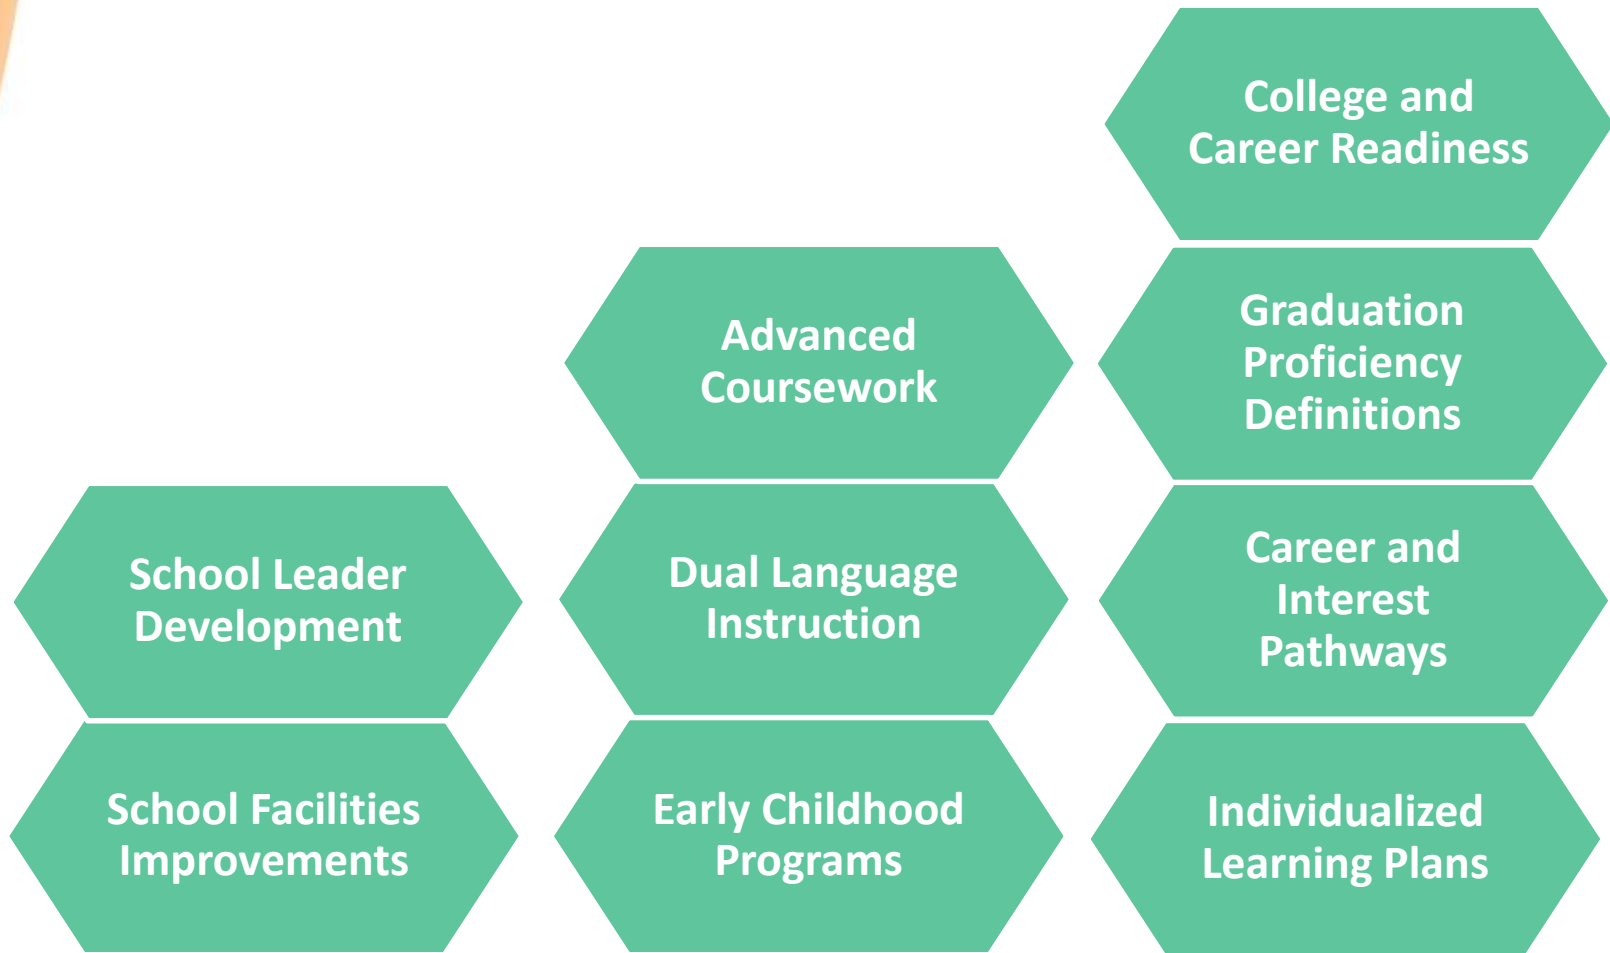 School Leader
Development
School Facilities
Improvements
Advanced
Coursework
Dual Language
Instruction
Early Childhood
Programs
College and
Career Readiness
Graduation
Proficiency
Definitions
Career and
Interest
Pathways
Individualized
Learning Plans